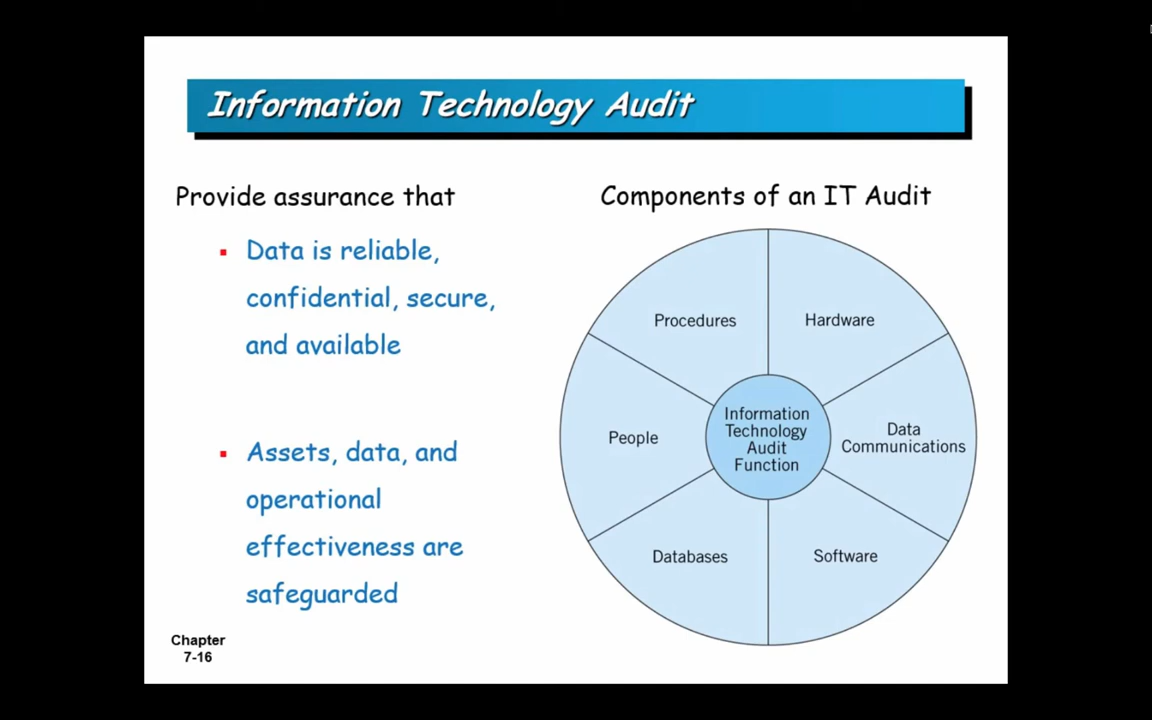 Information Technology Audit
Provide assurance that
▪ Data is reliable,
confidential, secure,
and available
▪ Assets, data, and
operational
effectiveness are
safeguarded
Components of an IT Audit
Procedures
Hardware
People
Information
Technology
Audit
Function
Data
Communications
Databases
Software
Chapter
7-16